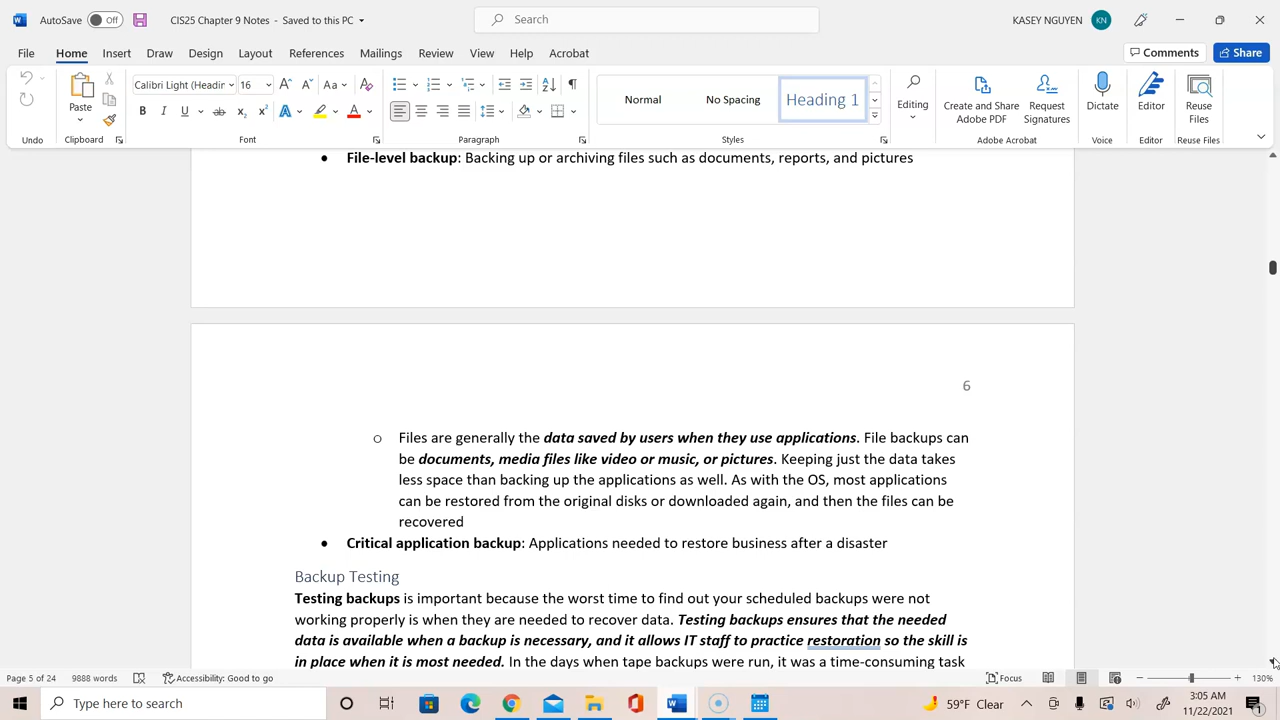 AutoSave Off CIS25 Chapter 9 Notes - Saved to this PC Search KASEY NGUYEN KN
File Home Insert Draw Design Layout References Mailings Review View Help Acrobat Comments Share
Calibri Light (Headin 16
Paste
Normal No Spacing Heading 1
Editing
Create and Share Adobe PDF
Request Signatures
Dictate
Editor
Reuse Files
Undo Clipboard Font Paragraph Styles Adobe Acrobat Voice Editor Reuse Files
• File-level backup: Backing up or archiving files such as documents, reports, and pictures
6
o Files are generally the data saved by users when they use applications. File backups can
be documents, media files like video or music, or pictures. Keeping just the data takes
less space than backing up the applications as well. As with the OS, most applications
can be restored from the original disks or downloaded again, and then the files can be
recovered
• Critical application backup: Applications needed to restore business after a disaster
Backup Testing
Testing backups is important because the worst time to find out your scheduled backups were not
working properly is when they are needed to recover data. Testing backups ensures that the needed
data is available when a backup is necessary, and it allows IT staff to practice restoration so the skill is
in place when it is most needed. In the days when tape backups were run, it was a time-consuming task
Page 5 of 24 9888 words Accessibility: Good to go Focus 130%
Type here to search 59°F Clear 3:05 AM
11/22/2021 1